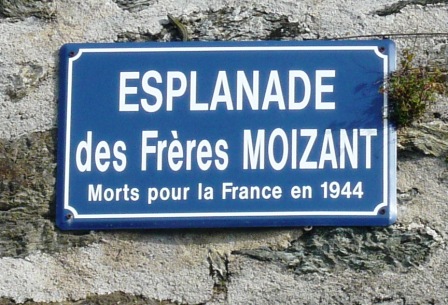 ESPLANADE
des Frères MOIZANT
Morts pour la France en 1944